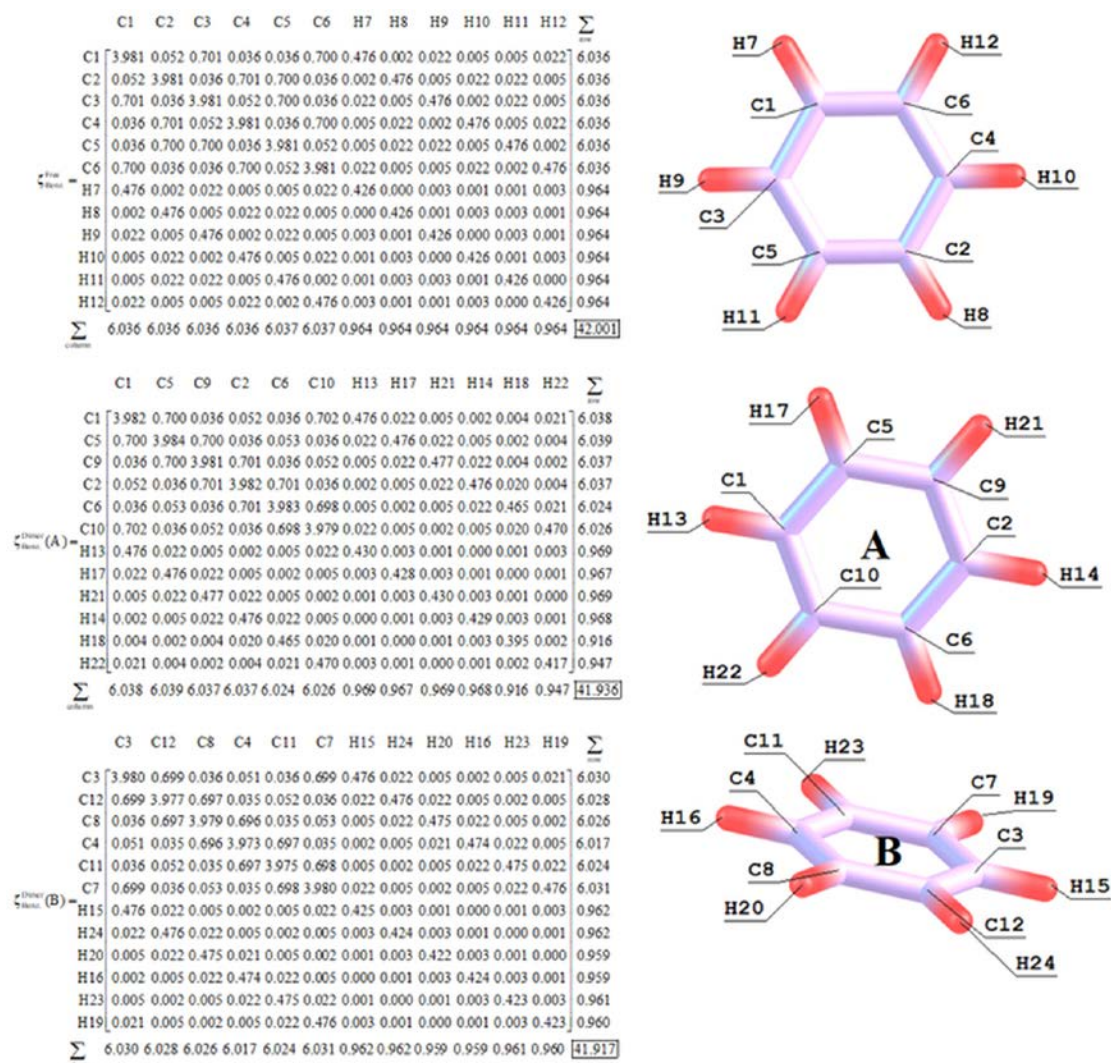 C1 C2 C3 C4 C5 C6 H7 H8 H9 H10 H11 H12 ∑
C1 3.981 0.052 0.701 0.036 0.036 0.700 0.476 0.002 0.022 0.005 0.005 0.022 6.036
C2 0.052 3.981 0.036 0.701 0.700 0.036 0.002 0.476 0.005 0.022 0.022 0.005 6.036
C3 0.701 0.036 3.981 0.052 0.700 0.036 0.022 0.005 0.476 0.002 0.022 0.005 6.036
C4 0.036 0.701 0.052 3.981 0.036 0.700 0.005 0.022 0.002 0.476 0.005 0.022 6.036
C5 0.036 0.700 0.700 0.036 3.981 0.052 0.005 0.022 0.022 0.005 0.476 0.002 6.036
C6 0.700 0.036 0.036 0.700 0.052 3.981 0.022 0.005 0.005 0.022 0.002 0.476 6.036
H7 0.476 0.002 0.022 0.005 0.005 0.022 0.426 0.000 0.003 0.001 0.001 0.003 0.964
H8 0.002 0.476 0.005 0.022 0.022 0.005 0.000 0.426 0.001 0.003 0.003 0.001 0.964
H9 0.022 0.005 0.476 0.002 0.022 0.005 0.003 0.001 0.426 0.000 0.003 0.001 0.964
H10 0.005 0.022 0.002 0.476 0.005 0.022 0.001 0.003 0.000 0.426 0.001 0.003 0.964
H11 0.005 0.022 0.022 0.005 0.476 0.002 0.001 0.003 0.003 0.001 0.426 0.000 0.964
H12 0.022 0.005 0.005 0.022 0.002 0.476 0.003 0.001 0.001 0.003 0.000 0.426 0.964
∑ 6.036 6.036 6.036 6.036 6.037 6.037 0.964 0.964 0.964 0.964 0.964 0.964 42.001
H7 H12
C1 C6
C4
H9 H10
C3
C5 C2
H11 H8
C1 C5 C9 C2 C6 C10 H13 H17 H21 H14 H18 H22 ∑
C1 3.982 0.700 0.036 0.052 0.036 0.702 0.476 0.022 0.005 0.002 0.004 0.021 6.038
C5 0.700 3.984 0.700 0.036 0.053 0.036 0.022 0.476 0.022 0.005 0.002 0.004 6.039
C9 0.036 0.700 3.981 0.701 0.036 0.052 0.005 0.022 0.477 0.022 0.004 0.002 6.037
C2 0.052 0.036 0.701 3.982 0.701 0.036 0.002 0.005 0.022 0.476 0.020 0.004 6.037
C6 0.036 0.053 0.036 0.701 3.983 0.698 0.005 0.002 0.005 0.022 0.465 0.021 6.024
C10 0.702 0.036 0.052 0.036 0.698 3.979 0.022 0.005 0.002 0.005 0.020 0.470 6.026
(A) =
H13 0.476 0.022 0.005 0.002 0.005 0.022 0.430 0.003 0.001 0.000 0.001 0.003 0.969
H17 0.022 0.476 0.022 0.005 0.002 0.005 0.003 0.428 0.003 0.001 0.000 0.001 0.967
H21 0.005 0.022 0.477 0.022 0.005 0.002 0.001 0.003 0.430 0.003 0.001 0.000 0.969
H14 0.002 0.005 0.022 0.476 0.022 0.005 0.000 0.001 0.003 0.429 0.003 0.001 0.968
H18 0.004 0.002 0.004 0.020 0.465 0.020 0.001 0.000 0.001 0.003 0.395 0.002 0.916
H22 0.021 0.004 0.002 0.004 0.021 0.470 0.003 0.001 0.000 0.001 0.002 0.417 0.947
∑ 6.038 6.039 6.037 6.037 6.024 6.026 0.969 0.967 0.969 0.968 0.916 0.947 41.936
H17 H21
C5
C9
C1
H13 C2
A
H14
C10
C6
H22
H18
C3 C12 C8 C4 C11 C7 H15 H24 H20 H16 H23 H19 ∑
C3 3.980 0.699 0.036 0.051 0.036 0.699 0.476 0.022 0.005 0.002 0.005 0.021 6.030
C12 0.699 3.977 0.697 0.035 0.052 0.036 0.022 0.476 0.022 0.005 0.002 0.005 6.028
C8 0.036 0.697 3.979 0.696 0.035 0.053 0.005 0.022 0.475 0.022 0.005 0.002 6.026
C4 0.051 0.035 0.696 3.973 0.697 0.035 0.002 0.005 0.021 0.474 0.022 0.005 6.017
C11 0.036 0.052 0.035 0.697 3.975 0.698 0.005 0.002 0.005 0.022 0.475 0.022 6.024
C7 0.699 0.036 0.053 0.035 0.698 3.980 0.022 0.005 0.002 0.005 0.022 0.476 6.031
(B) =
H15 0.476 0.022 0.005 0.002 0.005 0.022 0.425 0.003 0.001 0.000 0.001 0.003 0.962
H24 0.022 0.476 0.022 0.005 0.002 0.005 0.003 0.424 0.003 0.001 0.000 0.001 0.962
H20 0.005 0.022 0.475 0.021 0.005 0.002 0.001 0.003 0.422 0.003 0.001 0.000 0.959
H16 0.002 0.005 0.022 0.474 0.022 0.005 0.000 0.001 0.003 0.424 0.003 0.001 0.959
H23 0.005 0.002 0.005 0.022 0.475 0.022 0.001 0.000 0.001 0.003 0.423 0.003 0.961
H19 0.021 0.005 0.002 0.005 0.022 0.476 0.003 0.001 0.000 0.001 0.003 0.423 0.960
∑ 6.030 6.028 6.026 6.017 6.024 6.031 0.962 0.962 0.959 0.959 0.961 0.960 41.917
C11 H23
C4 C7
H16 H19
C3
B
C8
H15
H20
C12
H24